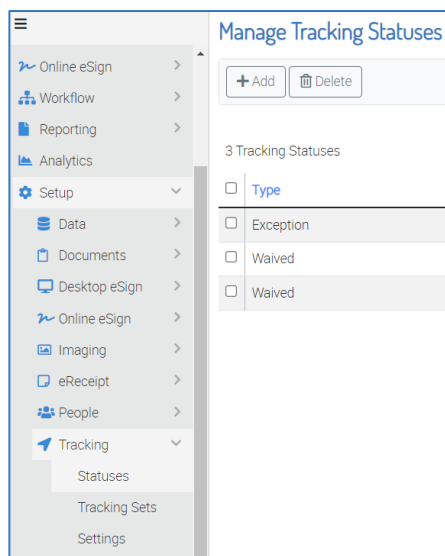 Online eSign
Workflow
Reporting
Analytics
Setup
Data
Documents
Desktop eSign
Online eSign
Imaging
eReceipt
People
Tracking
Statuses
Tracking Sets
Settings
Manage Tracking Statuses
Add Delete
3 Tracking Statuses
Type
Exception
Waived
Waived